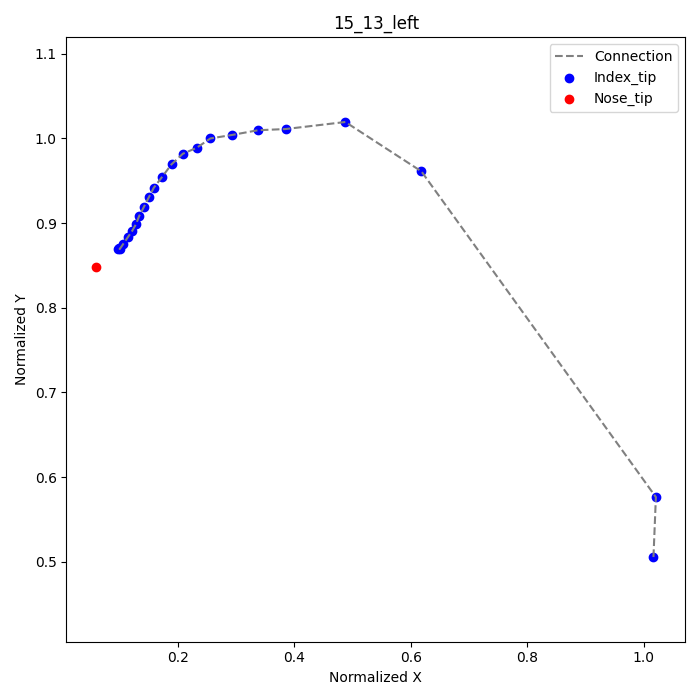 15_13_left
Connection
Index_tip
Nose_tip
1.1
1.0
0.9
0.8
0.7
0.6
0.5
Normalized Y
0.2 0.4 0.6 0.8 1.0
Normalized X